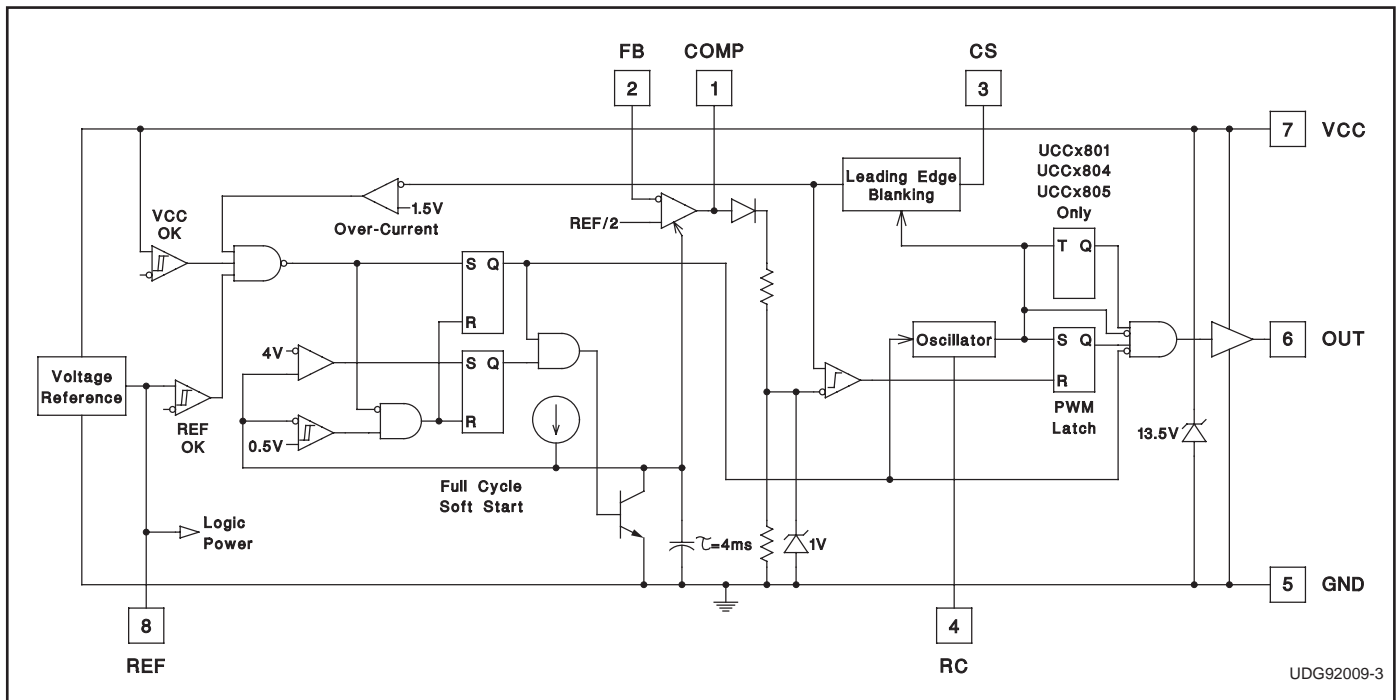 FB COMP CS
2 1 3
7 VCC
UCCx801
UCCx804
UCCx805
Only
Leading Edge
Blanking
1.5V
Over-Current
VCC
OK
REF/2
T Q
S Q
R
4V
S Q
R
Oscillator
S Q
R
PWM
Latch
6 OUT
Voltage
Reference
REF
OK
0.5V
13.5V
Full Cycle
Soft Start
Logic
Power
τ=4ms
1V
5 GND
8
REF
4
RC
UDG92009-3